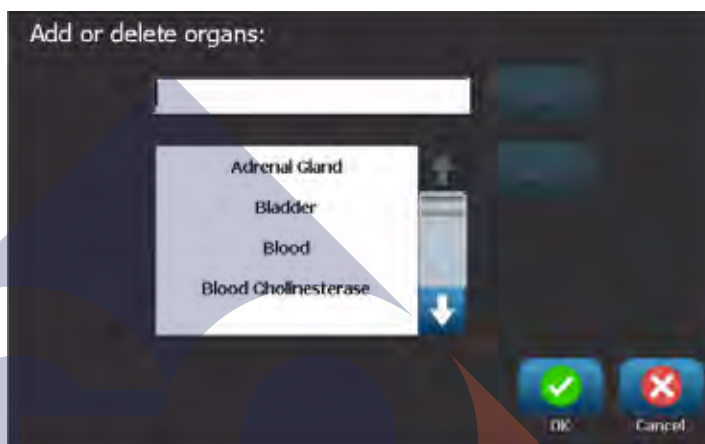 Add or delete organs:
Adrenal Gland
Bladder
Blood
Blood Cholinesterase
OK
Cancel